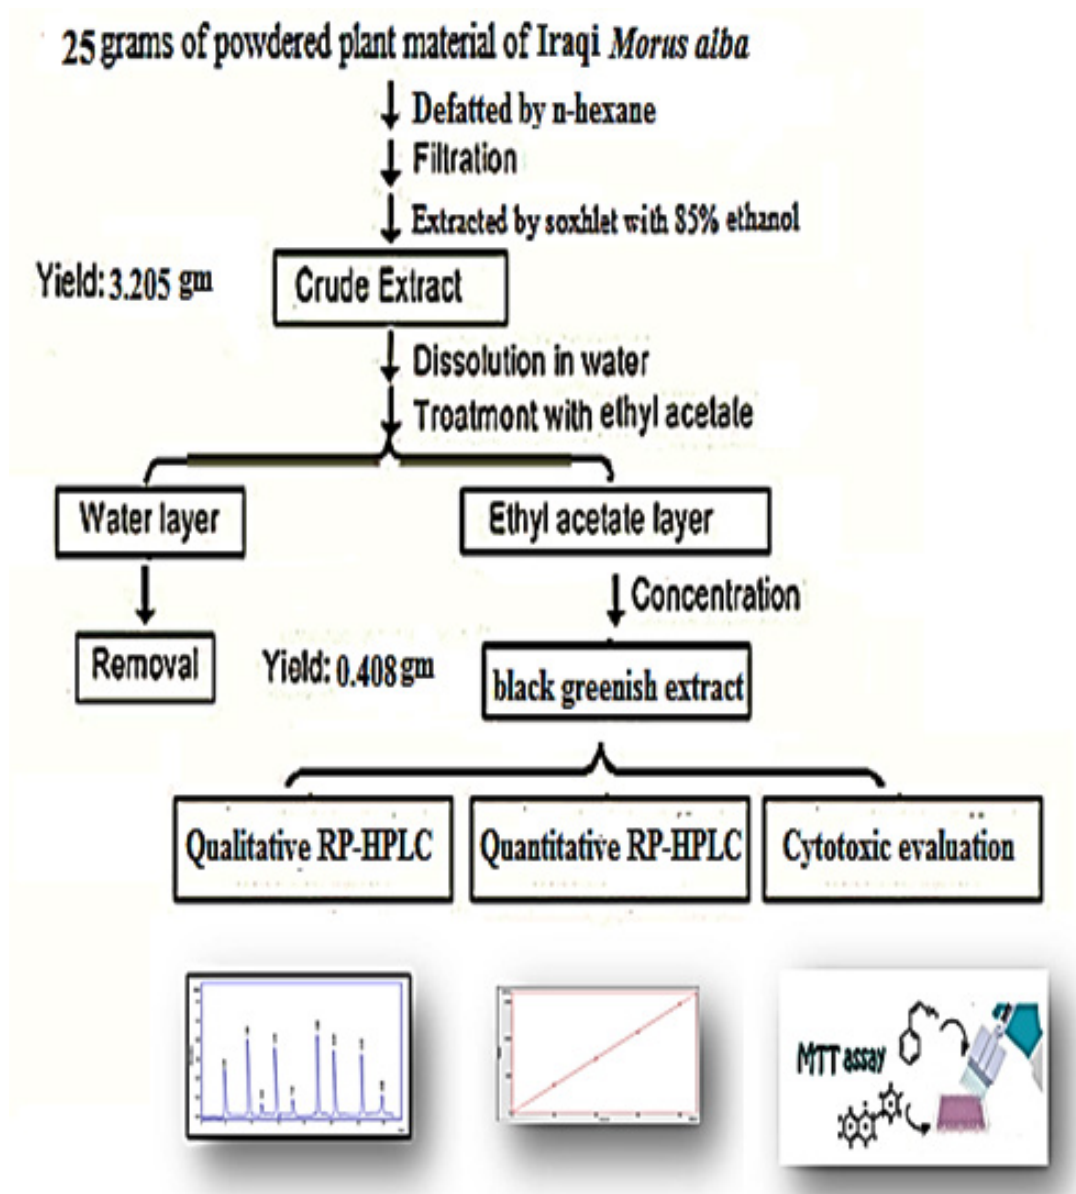 25 grams of powdered plant material of Iraqi Morus alba
Defatted by n-hexane
Filtration
Extracted by soxhlet with 85% ethanol
Yield: 3.205 gm
Crude Extract
Dissolution in water
Troatmont with ethyl acetate
Water layer
Ethyl acetate layer
Concentration
Removal
Yield: 0.408 gm
black greenish extract
Qualitative RP-HPLC
Quantitative RP-HPLC
Cytotoxic evaluation
MTT assay